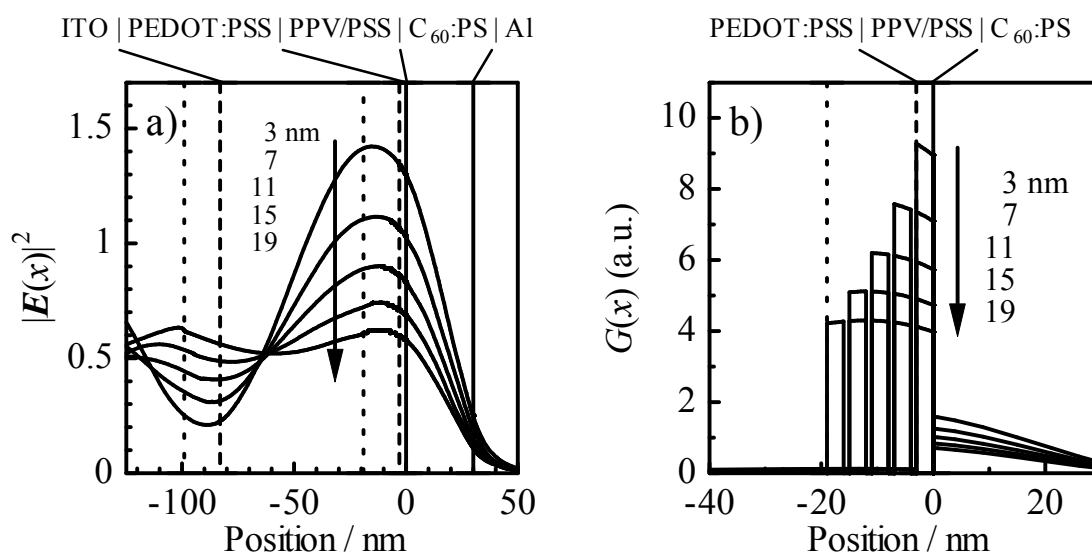 ITO | PEDOT:PSS | PPV/PSS | C₆₀:PS | Al
a)
1.5
1
0.5
0
|E(x)|²
3 nm
7
11
15
19
-100
-50
0
50
Position / nm
PEDOT:PSS | PPV/PSS | C₆₀:PS
b)
10
8
6
4
2
0
G(x) (a.u.)
3 nm
7
11
15
19
-40
-20
0
20
Position / nm